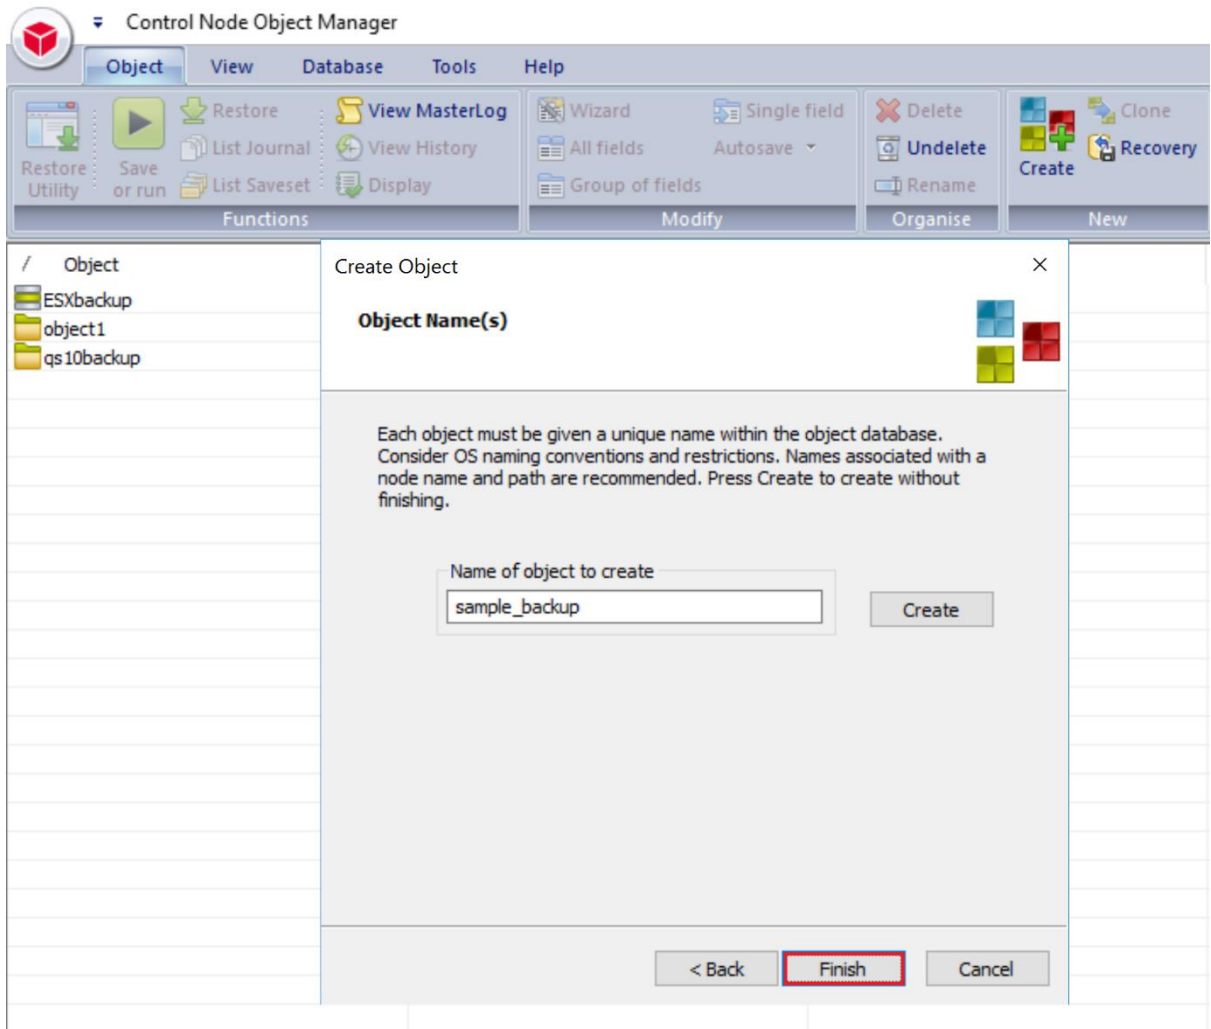 Control Node Object Manager
Object View Database Tools Help
Restore Utility
Save or run
Restore
List Journal
List Saveset
View MasterLog
View History
Display
Functions
Wizard
All fields
Group of fields
Single field
Autosave
Modify
Delete
Undelete
Rename
Organise
Create
Clone
Recovery
New
/ Object
ESXbackup
object1
qs10backup
Create Object
Object Name(s)
Each object must be given a unique name within the object database.
Consider OS naming conventions and restrictions. Names associated with a
node name and path are recommended. Press Create to create without
finishing.
Name of object to create
sample_backup
Create
< Back
Finish
Cancel